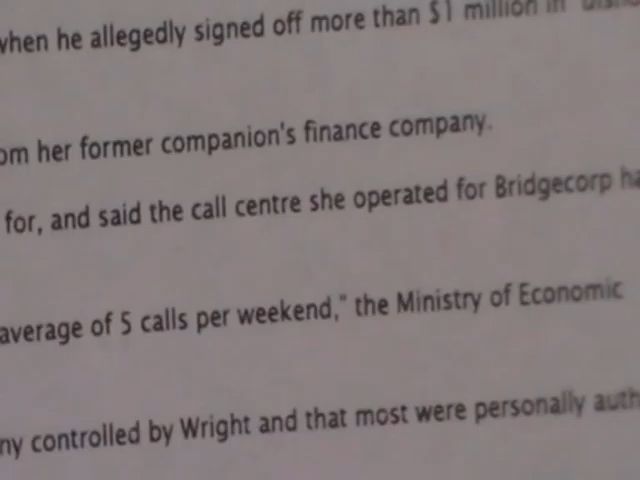 when he allegedly signed off more than $1 million in
om her former companion's finance company.
for, and said the call centre she operated for Bridgecorp ha
average of 5 calls per weekend," the Ministry of Economic
ny controlled by Wright and that most were personally auth